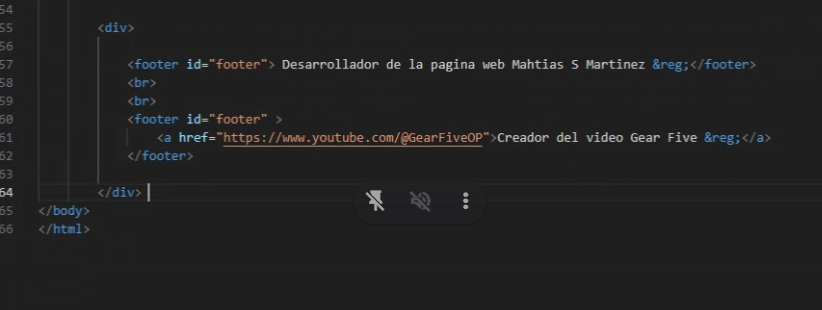 54
55 <div>
56
57 <footer id="footer"> Desarrollador de la pagina web Mahtias S Martinez &reg;</footer>
58 <br>
59 <br>
60 <footer id="footer" >
61 <a href="https://www.youtube.com/@GearFiveOP">Creador del video Gear Five &reg;</a>
62 </footer>
63
64 </div>
65 </body>
66 </html>